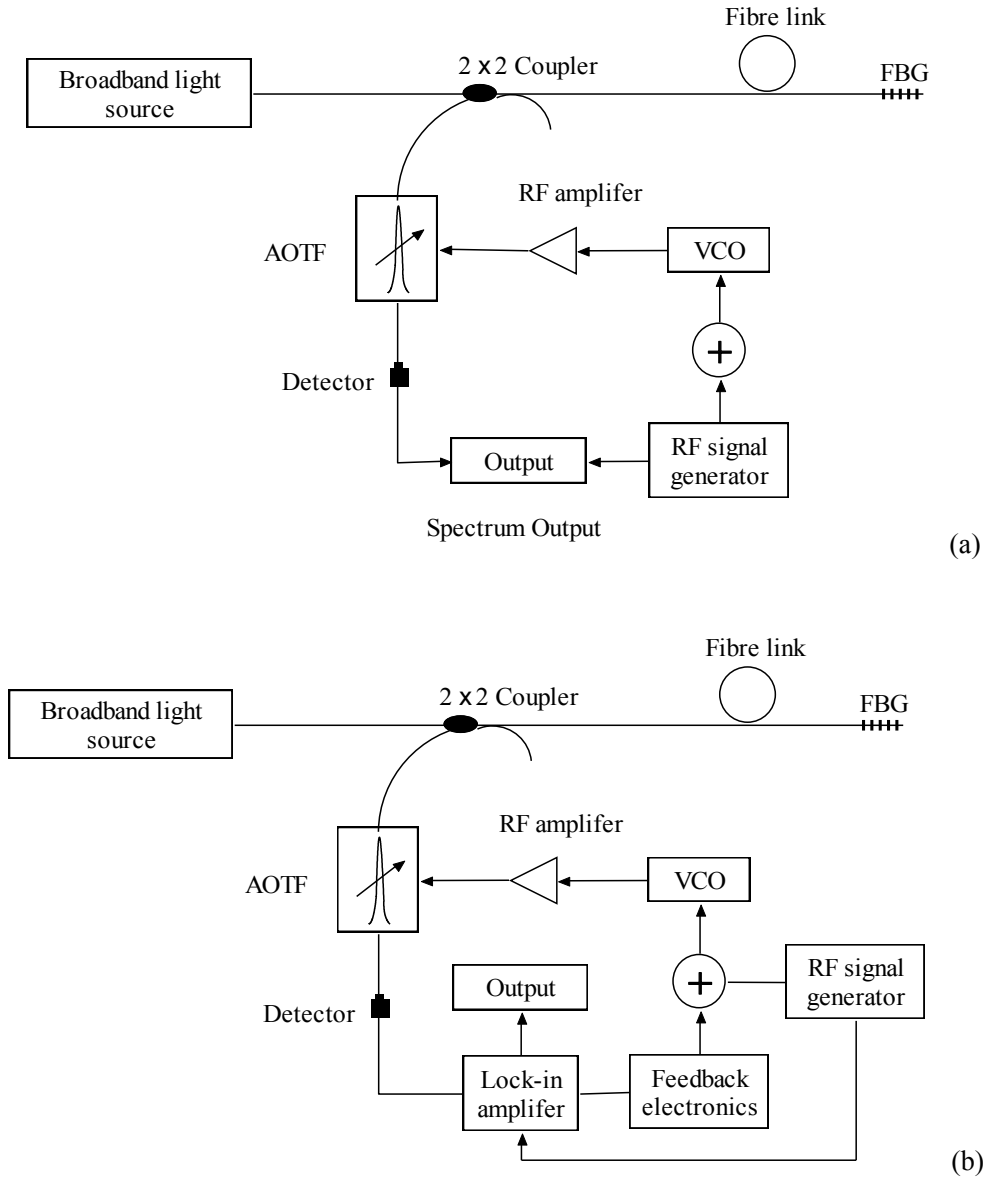 Fibre link
2 x 2 Coupler
FBG
Broadband light
source
RF amplifer
AOTF
VCO
+
Detector
Output
RF signal
generator
Spectrum Output
(a)
Fibre link
2 x 2 Coupler
FBG
Broadband light
source
RF amplifer
AOTF
VCO
+
RF signal
generator
Output
Detector
Lock-in
amplifer
Feedback
electronics
(b)